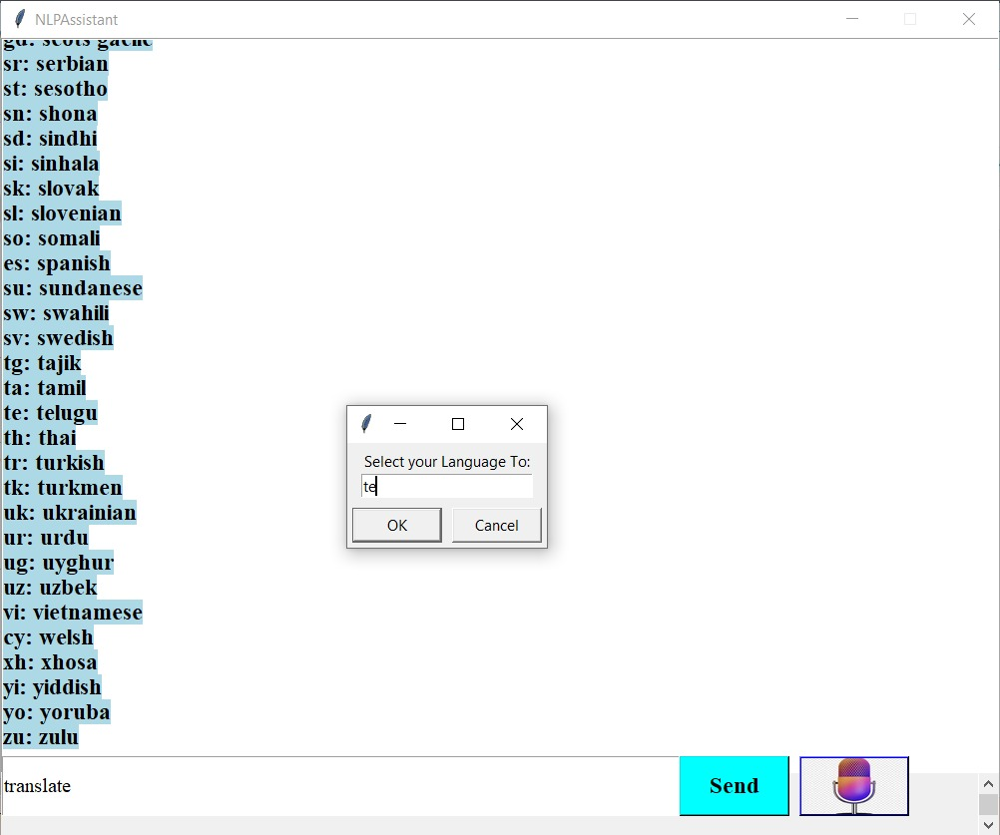 NLPAssistant
gd: scots gaelic
sr: serbian
st: sesotho
sn: shona
sd: sindhi
si: sinhala
sk: slovak
sl: slovenian
so: somali
es: spanish
su: sundanese
sw: swahili
sv: swedish
tg: tajik
ta: tamil
te: telugu
th: thai
tr: turkish
tk: turkmen
uk: ukrainian
ur: urdu
ug: uyghur
uz: uzbek
vi: vietnamese
cy: welsh
xh: xhosa
yi: yiddish
yo: yoruba
zu: zulu
Select your Language To:
te
OK Cancel
translate Send